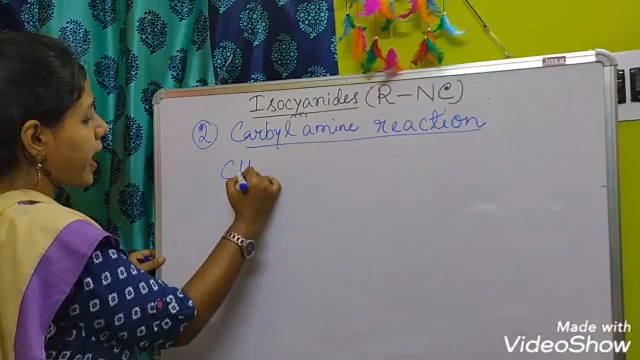 Isocyanides (R-NC)
② Carbylamine reaction
CH
Made with
VideoShow